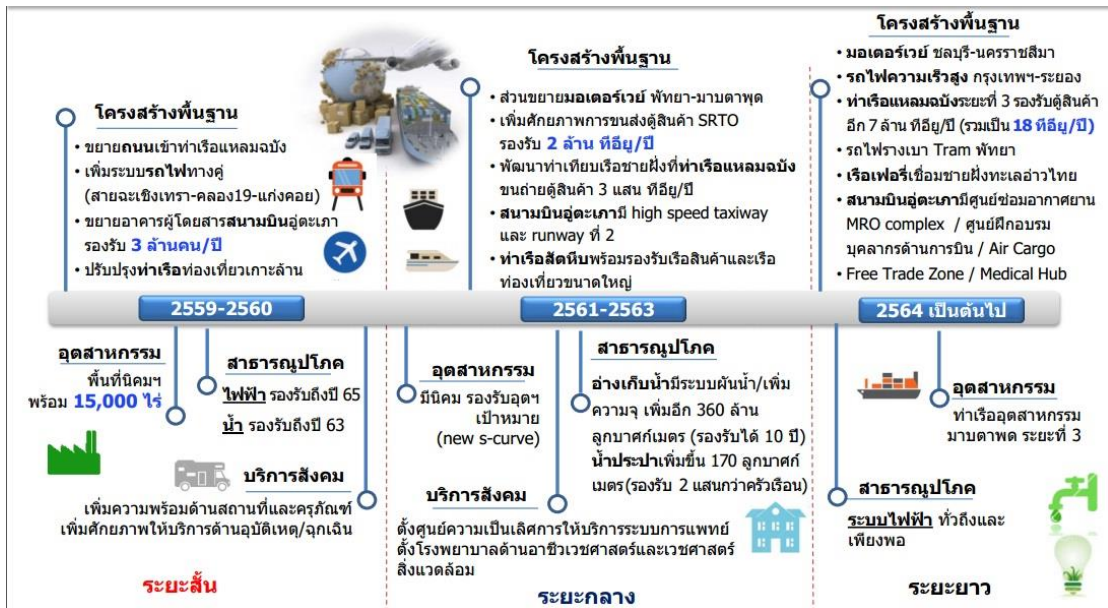 โครงสร้างพื้นฐาน
• ขยายถนนเข้าท่าเรือแหลมฉบัง
• เพิ่มระบบรถไฟทางคู่
(สายฉะเชิงเทรา-คลอง19-แก่งคอย)
• ขยายอาคารผู้โดยสารสนามบินอู่ตะเภา
รองรับ 3 ล้านคน/ปี
• ปรับปรุงท่าเรือท่องเที่ยวเกาะล้าน
2559-2560
อุตสาหกรรม
พื้นที่นิคมฯ
พร้อม 15,000 ไร่
สาธารณูปโภค
ไฟฟ้า รองรับถึงปี 65
น้ำ รองรับถึงปี 63
บริการสังคม
เพิ่มความพร้อมด้านสถานที่และครุภัณฑ์
เพิ่มศักยภาพให้บริการด้านอุบัติเหตุ/ฉุกเฉิน
ระยะสั้น
โครงสร้างพื้นฐาน
• ส่วนขยายมอเตอร์เวย์ พัทยา-มาบตาพุด
• เพิ่มศักยภาพการขนส่งตู้สินค้า SRTO
รองรับ 2 ล้าน ทีอียู/ปี
• พัฒนาท่าเทียบเรือชายฝั่งที่ท่าเรือแหลมฉบัง
ขนถ่ายตู้สินค้า 3 แสน ทีอียู/ปี
• สนามบินอู่ตะเภามี high speed taxiway
และ runway ที่ 2
• ท่าเรือสัตหีบพร้อมรองรับเรือสินค้าและเรือ
ท่องเที่ยวขนาดใหญ่
2561-2563
อุตสาหกรรม
มีนิคม รองรับอุตฯ
เป้าหมาย
(new s-curve)
สาธารณูปโภค
อ่างเก็บน้ำมีระบบผันน้ำ/เพิ่ม
ความจุ เพิ่มอีก 360 ล้าน
ลูกบาศก์เมตร (รองรับได้ 10 ปี)
น้ำประปาเพิ่มขึ้น 170 ลูกบาศก์
เมตร(รองรับ 2 แสนกว่าครัวเรือน)
บริการสังคม
ตั้งศูนย์ความเป็นเลิศการให้บริการระบบการแพทย์
ตั้งโรงพยาบาลด้านอาชีวเวชศาสตร์และเวชศาสตร์
สิ่งแวดล้อม
ระยะกลาง
โครงสร้างพื้นฐาน
• มอเตอร์เวย์ ชลบุรี-นครราชสีมา
• รถไฟความเร็วสูง กรุงเทพฯ-ระยอง
• ท่าเรือแหลมฉบังระยะที่ 3 รองรับตู้สินค้า
อีก 7 ล้าน ทีอียู/ปี (รวมเป็น 18 ทีอียู/ปี)
• รถไฟรางเบา Tram พัทยา
• เรือเฟอรี่เชื่อมชายฝั่งทะเลอ่าวไทย
• สนามบินอู่ตะเภามีศูนย์ซ่อมอากาศยาน
MRO complex / ศูนย์ฝึกอบรม
บุคลากรด้านการบิน / Air Cargo
• Free Trade Zone / Medical Hub
2564 เป็นต้นไป
อุตสาหกรรม
ท่าเรืออุตสาหกรรม
มาบตาพด ระยะที่ 3
สาธารณูปโภค
ระบบไฟฟ้า ทั่วถึงและ
เพียงพอ
ระยะยาว